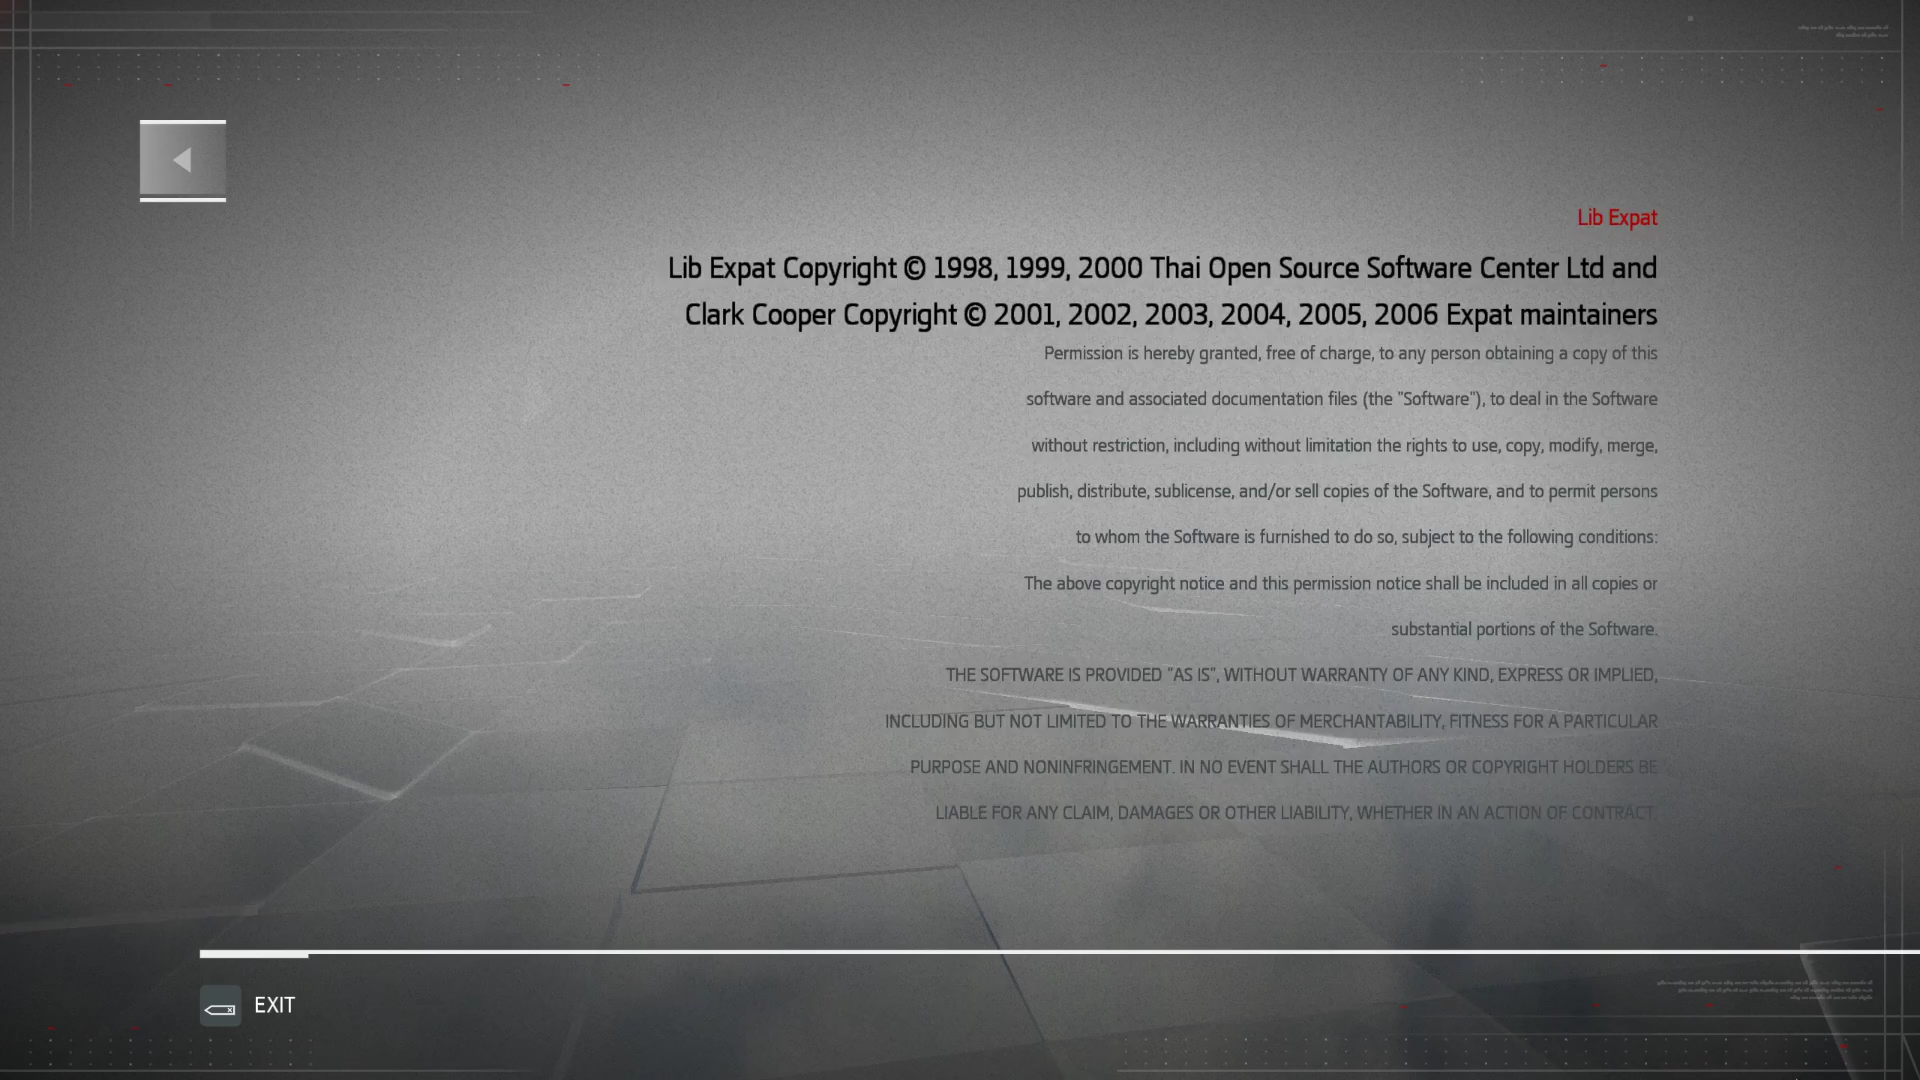 Lib Expat
Lib Expat Copyright © 1998, 1999, 2000 Thai Open Source Software Center Ltd and
Clark Cooper Copyright © 2001, 2002, 2003, 2004, 2005, 2006 Expat maintainers
Permission is hereby granted, free of charge, to any person obtaining a copy of this
software and associated documentation files (the "Software"), to deal in the Software
without restriction, including without limitation the rights to use, copy, modify, merge,
publish, distribute, sublicense, and/or sell copies of the Software, and to permit persons
to whom the Software is furnished to do so, subject to the following conditions:
The above copyright notice and this permission notice shall be included in all copies or
substantial portions of the Software.
THE SOFTWARE IS PROVIDED "AS IS", WITHOUT WARRANTY OF ANY KIND, EXPRESS OR IMPLIED,
INCLUDING BUT NOT LIMITED TO THE WARRANTIES OF MERCHANTABILITY, FITNESS FOR A PARTICULAR
PURPOSE AND NONINFRINGEMENT. IN NO EVENT SHALL THE AUTHORS OR COPYRIGHT HOLDERS BE
LIABLE FOR ANY CLAIM, DAMAGES OR OTHER LIABILITY, WHETHER IN AN ACTION OF CONTRACT,
EXIT